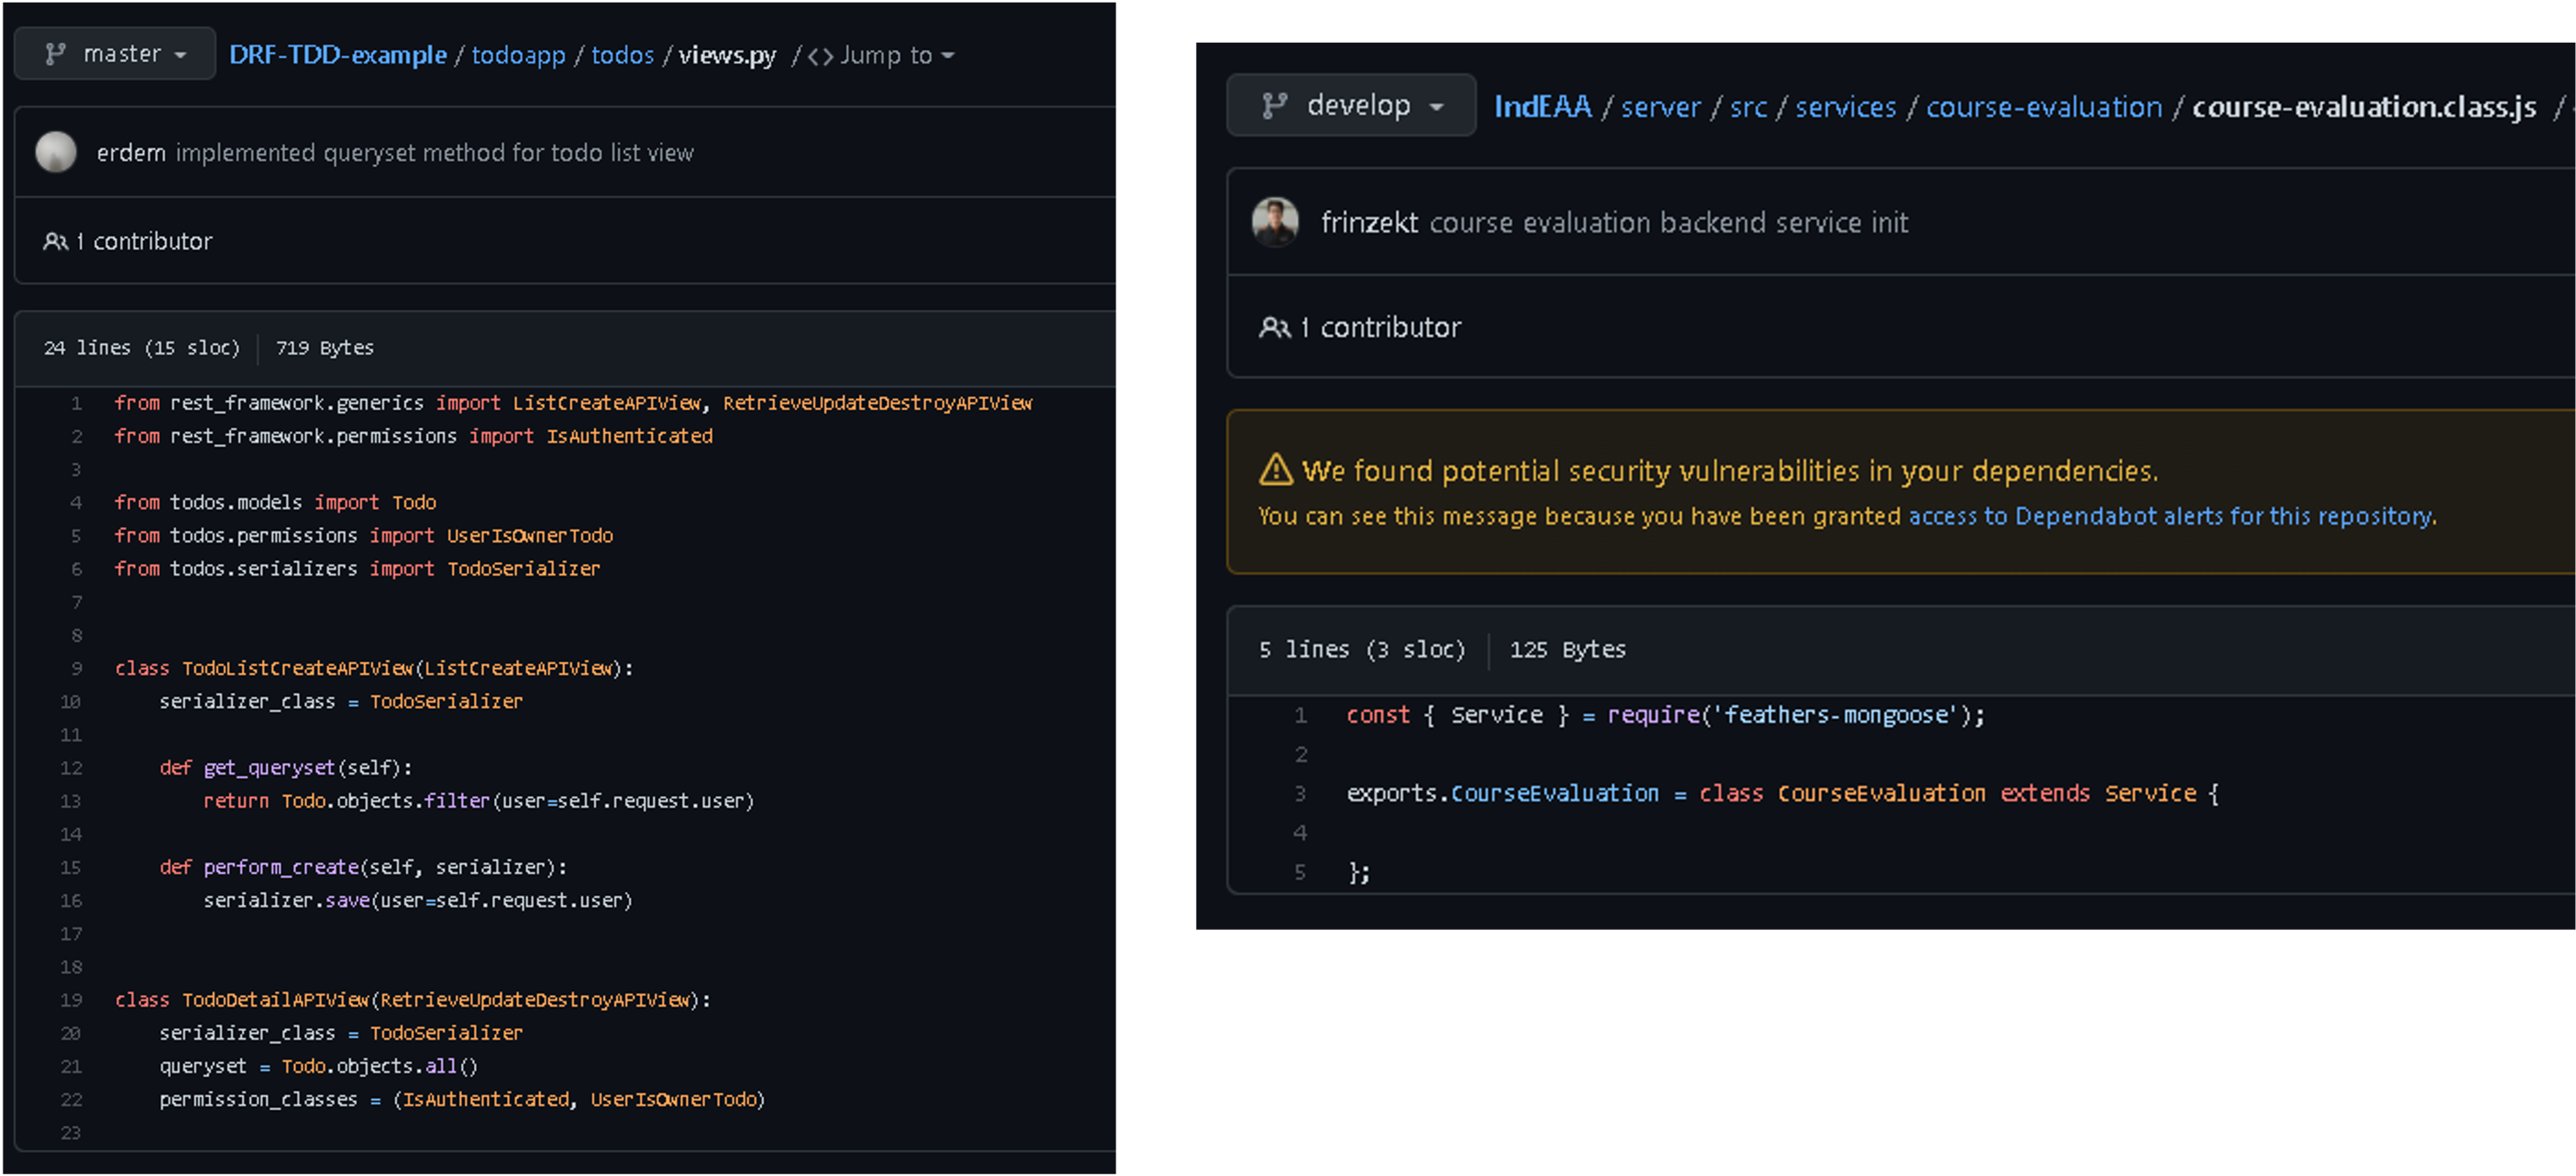 master DRF-TDD-example / todoapp / todos / views.py / <> Jump to
erdem implemented queryset method for todo list view
1 contributor
24 lines (15 sloc) 719 Bytes
1 from rest_framework.generics import ListCreateAPIView, RetrieveUpdateDestroyAPIView
2 from rest_framework.permissions import IsAuthenticated
3
4 from todos.models import Todo
5 from todos.permissions import UserIsOwnerTodo
6 from todos.serializers import TodoSerializer
7
8
9 class TodoListCreateAPIView(ListCreateAPIView):
10 serializer_class = TodoSerializer
11
12 def get_queryset(self):
13 return Todo.objects.filter(user=self.request.user)
14
15 def perform_create(self, serializer):
16 serializer.save(user=self.request.user)
17
18
19 class TodoDetailAPIView(RetrieveUpdateDestroyAPIView):
20 serializer_class = TodoSerializer
21 queryset = Todo.objects.all()
22 permission_classes = (IsAuthenticated, UserIsOwnerTodo)
23
develop IndEAA / server / src / services / course-evaluation / course-evaluation.class.js /
frinzekt course evaluation backend service init
1 contributor
We found potential security vulnerabilities in your dependencies.
You can see this message because you have been granted access to Dependabot alerts for this repository.
5 lines (3 sloc) 125 Bytes
1 const { Service } = require('feathers-mongoose');
2
3 exports.CourseEvaluation = class CourseEvaluation extends Service {
4
5 };